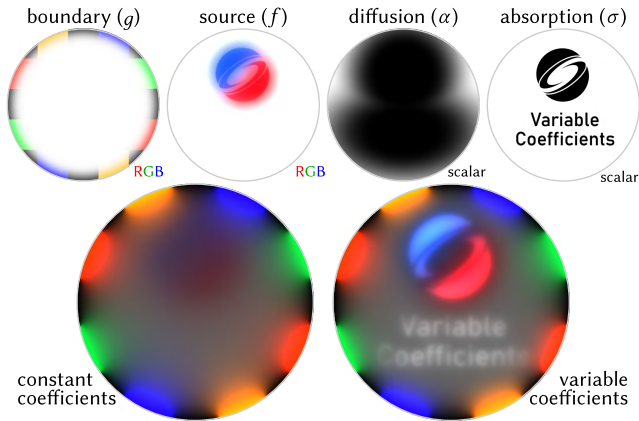 boundary (g) source (f) diffusion (α) absorption (σ)
Variable
Coefficients
RGB RGB scalar scalar
Variable
Coefficients
constant
coefficients
variable
coefficients